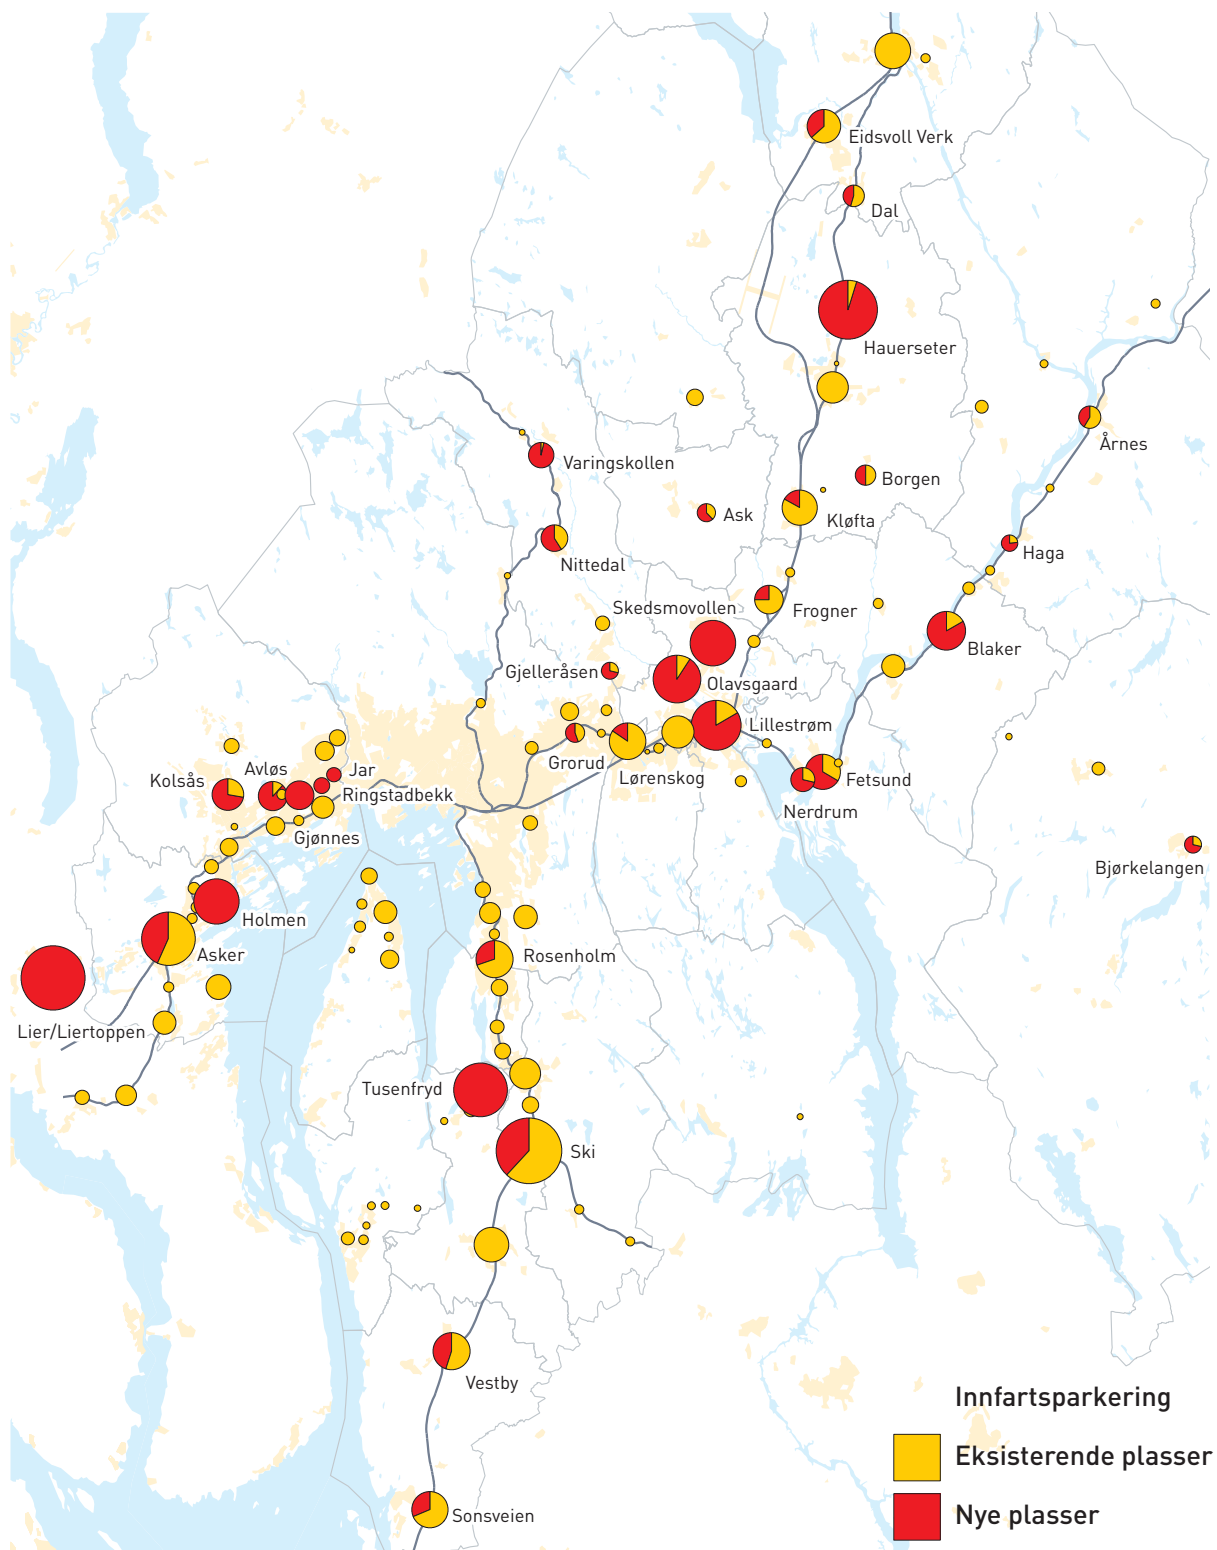 Eidsvoll Verk
Dal
Hauerseter
Årnes
Varingskollen
Borgen
Ask
Kløfta
Haga
Nittedal
Skedsmovollen
Frogner
Blaker
Gjelleråsen
Olavsgaard
Lillestrøm
Grorud
Lørenskog
Avløs
Jar
Kolsås
Ringstadbekk
Fetsund
Nerdrum
Gjønnes
Bjørkelangen
Holmen
Asker
Rosenholm
Lier/Liertoppen
Tusenfryd
Ski
Vestby
Innfartsparkering
Eksisterende plasser
Nye plasser
Sonsveien